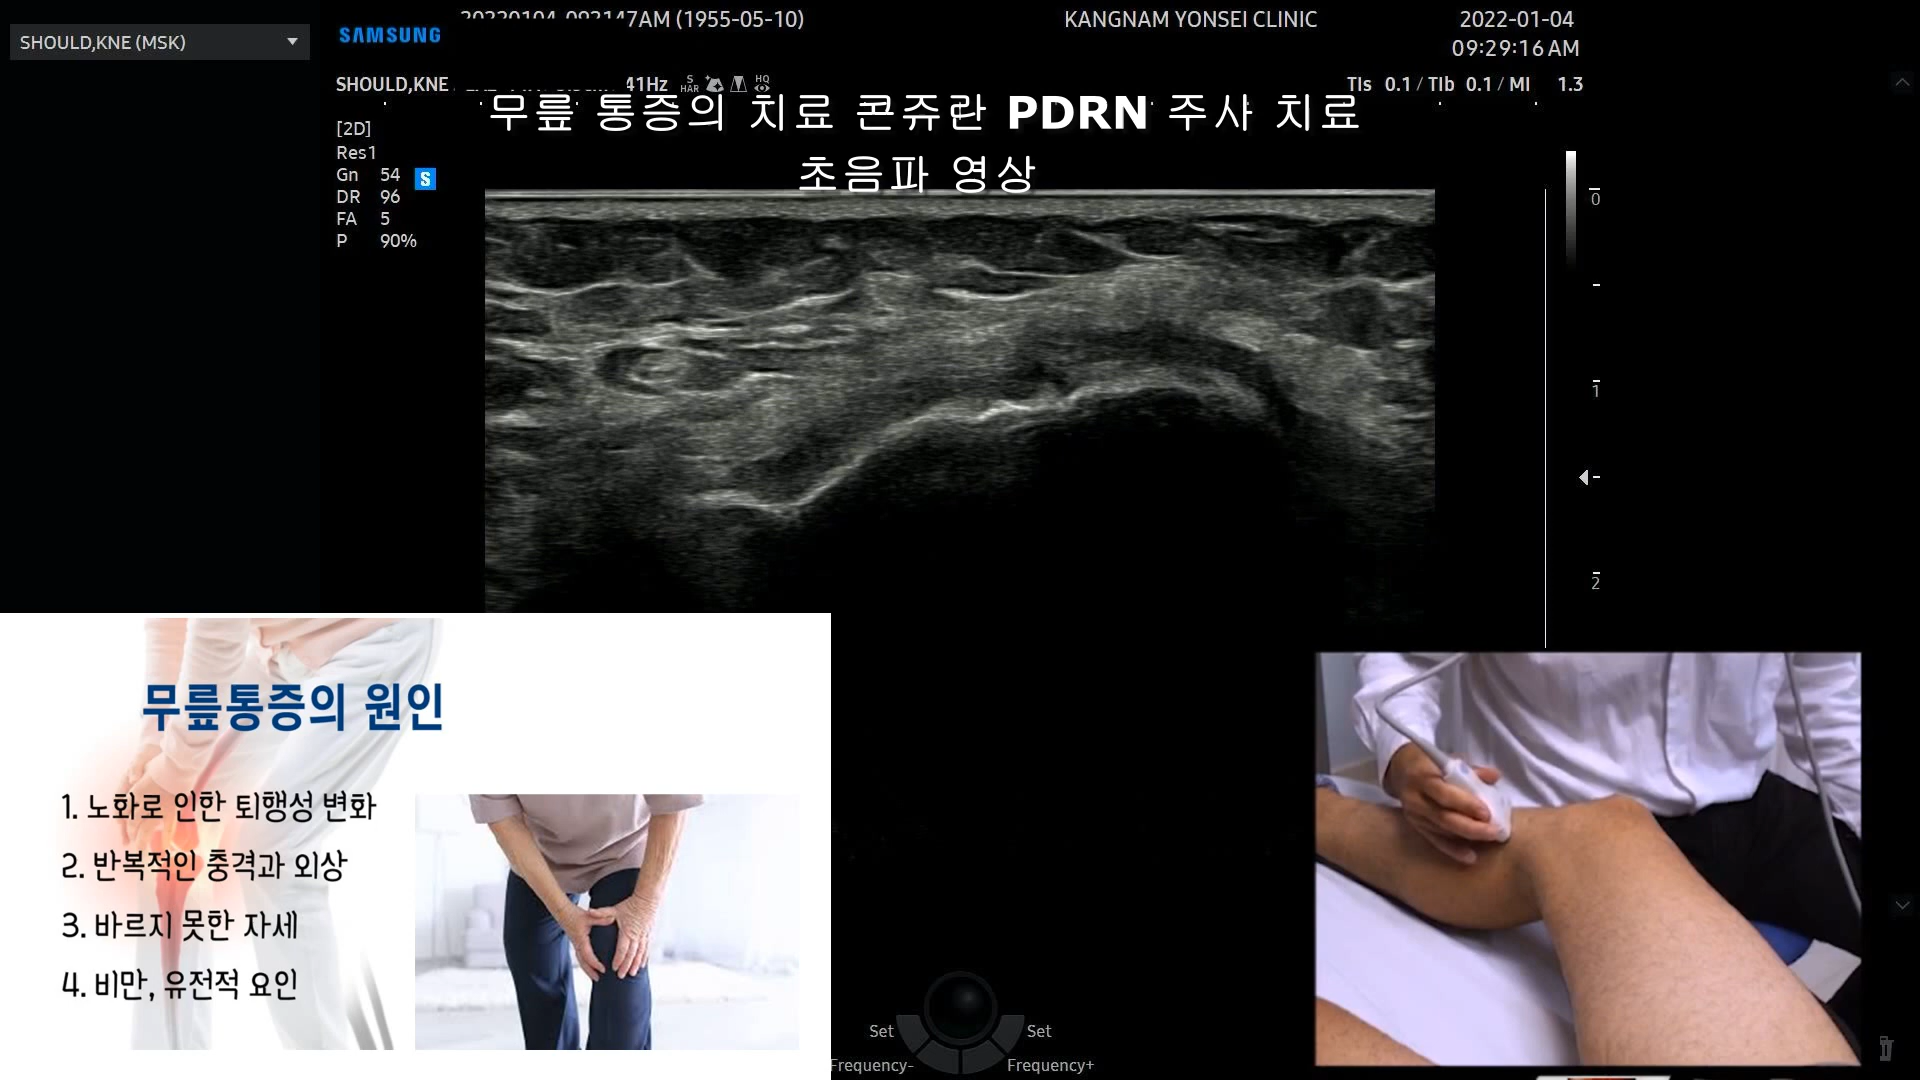 SHOULD,KNE (MSK)
SAMSUNG
7AM (1955-05-10)
KANGNAM YONSEI CLINIC
2022-01-04
09:29:16 AM
SHOULD,KNE
41Hz
S
HAR
HQ
TIs 0.1 / TIb 0.1 / MI 1.3
무릎 통증의 치료 콘쥬란 PDRN 주사 치료
초음파 영상
[2D]
Res1
Gn 54
S
DR 96
FA 5
P 90%
0
1
2
무릎통증의 원인
1. 노화로 인한 퇴행성 변화
2. 반복적인 충격과 외상
3. 바르지 못한 자세
4. 비만, 유전적 요인
Set
Set
Frequency-
Frequency+